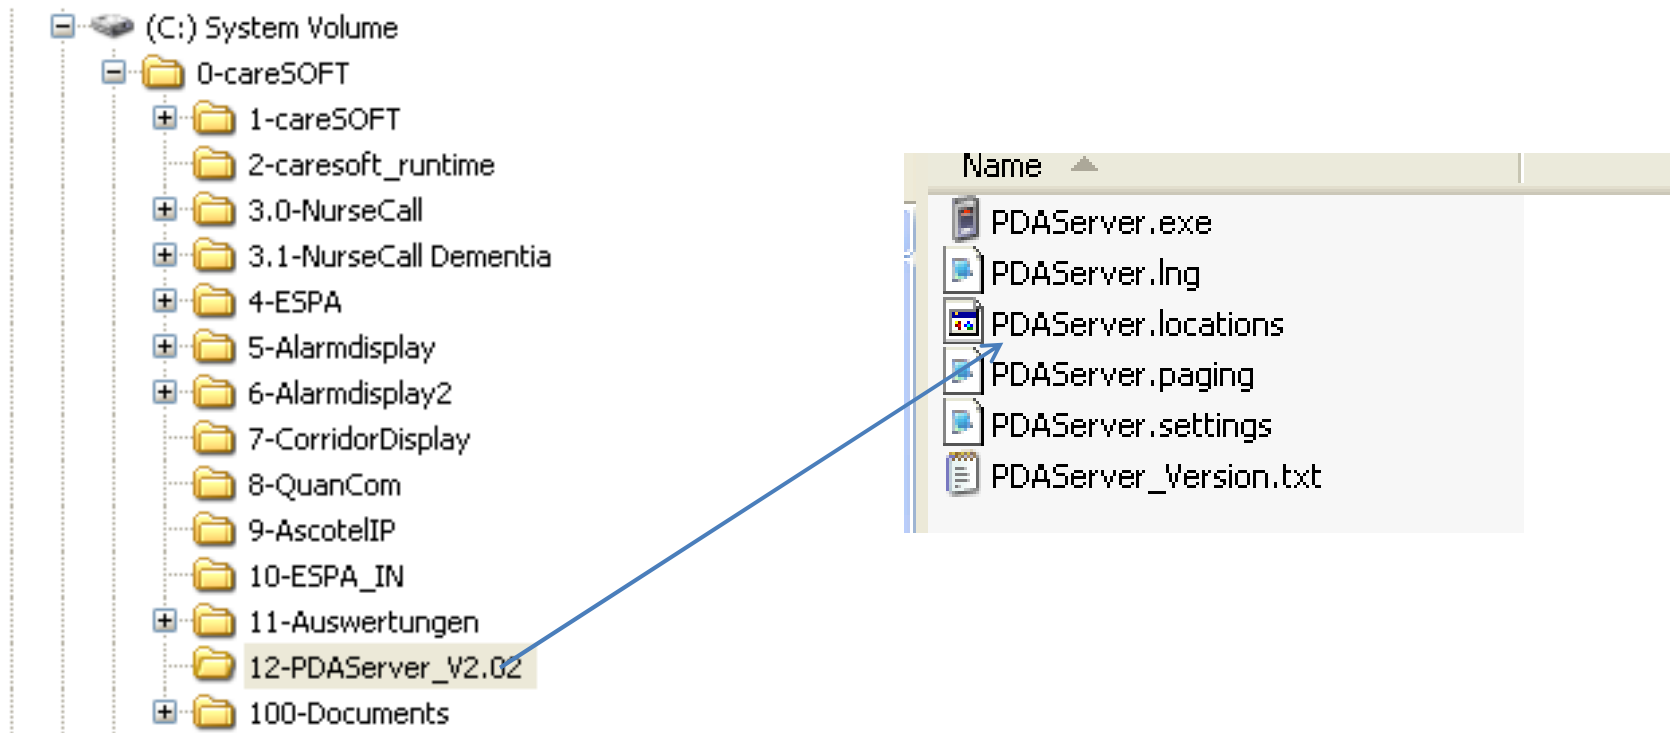 (C:) System Volume
0-careSOFT
1-careSOFT
2-caresoft_runtime
3.0-NurseCall
3.1-NurseCall Dementia
4-ESPA
5-Alarmdisplay
6-Alarmdisplay2
7-CorridorDisplay
8-QuanCom
9-AscotelIP
10-ESPA_IN
11-Auswertungen
12-PDAServer_V2.02
100-Documents
Name
PDAServer.exe
PDAServer.lng
PDAServer.locations
PDAServer.paging
PDAServer.settings
PDAServer_Version.txt